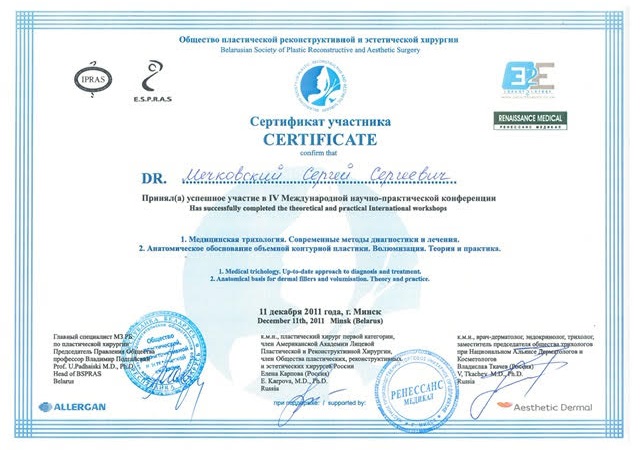 Общество пластической реконструктивной и эстетической хирургии
Belarusian Society of Plastic Reconstructive and Aesthetic Surgery
IPRAS
E.S.P.R.A.S
RENAISSANCE MEDICAL
РЕНЕССАНС МЕДИКАЛ
Сертификат участника
CERTIFICATE
confirm that
DR. Мечковский Сергей Сергеевич
Принял(а) успешное участие в IV Международной научно-практической конференции
Has successfully completed the theoretical and practical International workshops
1. Медицинская трихология. Современные методы диагностики и лечения.
2. Анатомическое обоснование объемной контурной пластики. Волюмизация. Теория и практика.
1. Medical trichology. Up-to-date approach to diagnosis and treatment.
2. Anatomical basis for dermal fillers and volumisation. Theory and practice.
11 декабря 2011 года, г. Минск
December 11th, 2011 Minsk (Belarus)
Главный специалист МЗ РБ
по пластической хирургии
Председатель Правления Общества
профессор Владимир
Prof. U.Padhaiski M.D., Ph.D.
Head of BSPRAS
Belarus
Общество
к.м.н., пластический хирург первой категории,
член Американской Академии Лицевой
Пластической и Реконструктивной Хирургии,
член Общества пластических, реконструктивных
и эстетических хирургов России
Елена Карпова (Россия)
E. Karpova, M.D., Ph.D.
Russia
РЕНЕССАНС
МЕДИКАЛ
к.м.н., врач-дерматолог, эндокринолог, трихолог,
заместитель председателя общества трихологов
при Национальном Альянсе Дерматологов и
Косметологов
Владислав Ткачев (Россия)
V. Tkachev, M.D., Ph.D.
Russia
ALLERGAN
при поддержке: / supported by:
Aesthetic Dermal